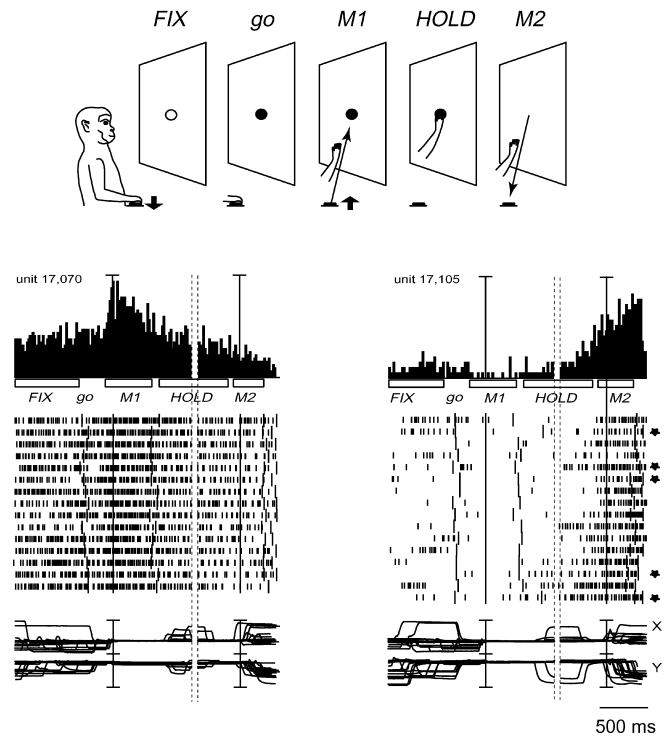 FIX go M1 HOLD M2
unit 17,070
unit 17,105
FIX go M1 HOLD M2
FIX go M1 HOLD M2
X
Y
500 ms